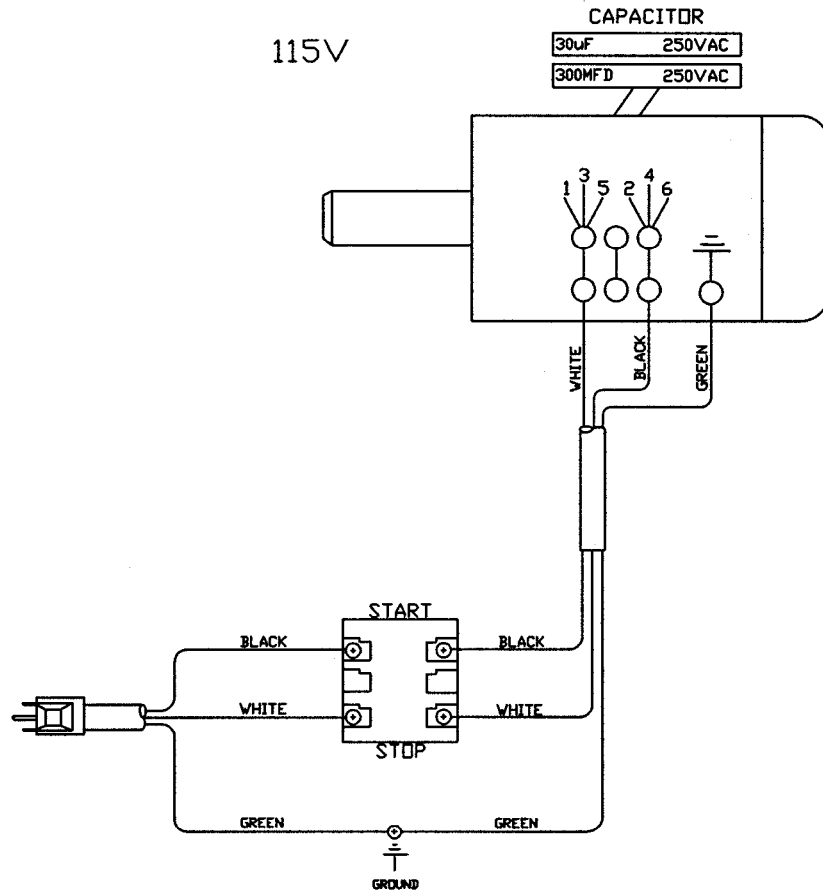 CAPACITOR
115V
30uF 250VAC
300MFD 250VAC
3 4
1 5 2 6
WHITE
BLACK
GREEN
START
BLACK BLACK
WHITE WHITE
STOP
GREEN GREEN
GROUND